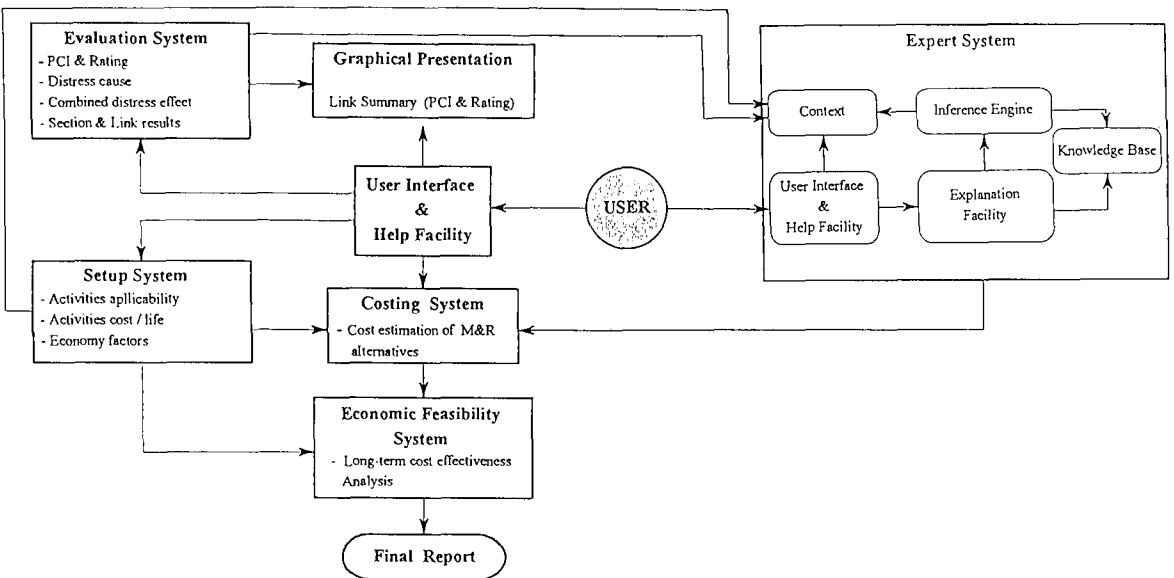 Evaluation System
- PCI & Rating
- Distress cause
- Combined distress effect
- Section & Link results
Graphical Presentation
Link Summary (PCI & Rating)
User Interface
&
Help Facility
USER
Setup System
- Activities apllicability
- Activities cost / life
- Economy factors
Costing System
- Cost estimation of M&R
alternatives
Economic Feasibility
System
- Long-term cost effectiveness
Analysis
Final Report
Expert System
Context
Inference Engine
Knowledge Base
User Interface
&
Help Facility
Explanation
Facility